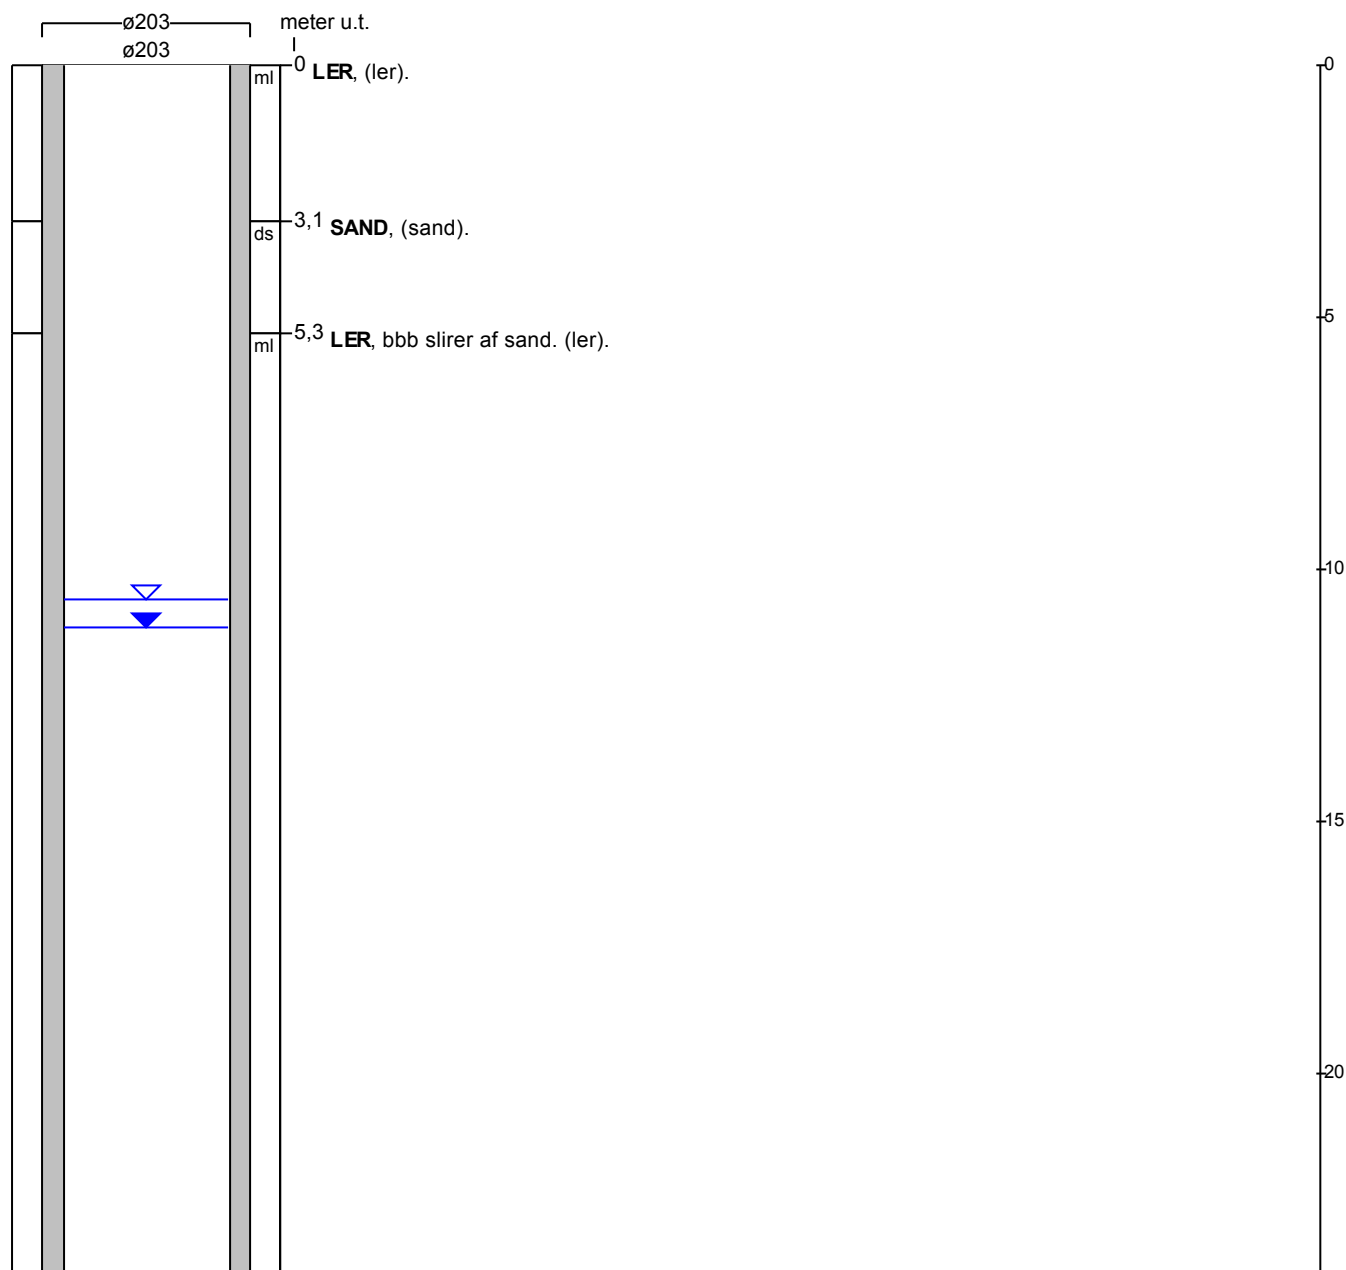 ø203 meter u.t.
ø203
ml 0 LER, (ler).
0
ds 3,1 SAND, (sand).
5
ml 5,3 LER, bbb slirer af sand. (ler).
10
15
20